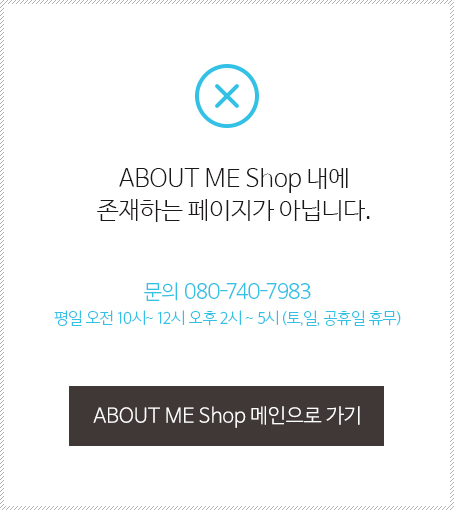 ABOUT ME Shop 내에
존재하는 페이지가 아닙니다.
문의 080-740-7983
평일 오전 10시~ 12시 오후 2시 ~ 5시 (토,일, 공휴일 휴무)
ABOUT ME Shop 메인으로 가기